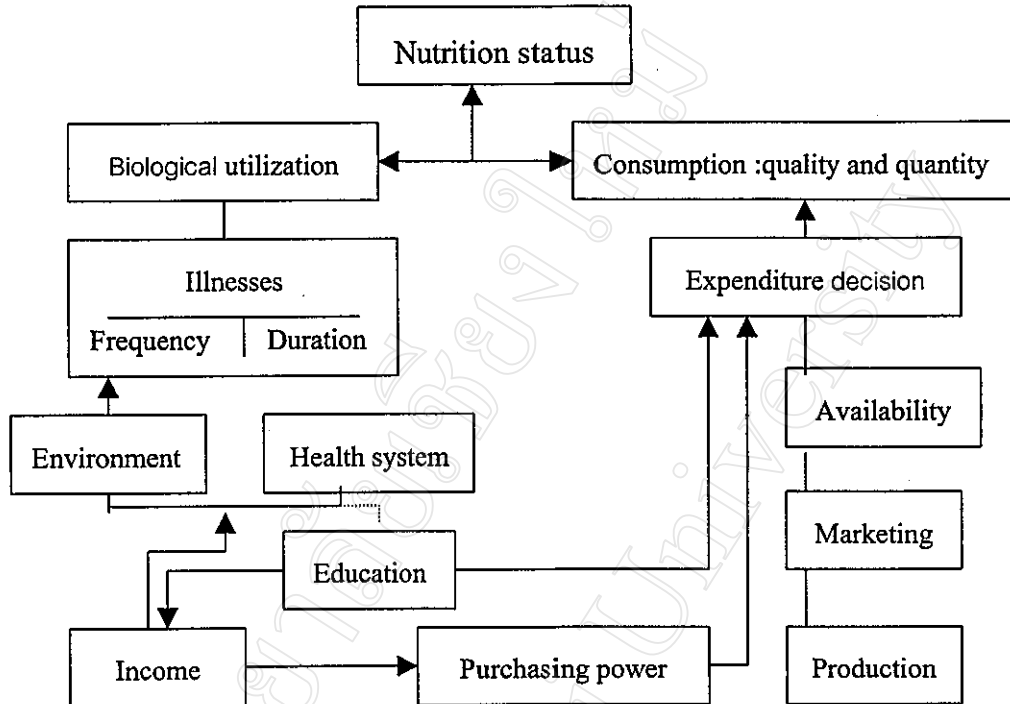 Nutrition status
Biological utilization
Consumption :quality and quantity
Illnesses
Expenditure decision
Frequency
Duration
Availability
Environment
Health system
Marketing
Education
Income
Purchasing power
Production
University